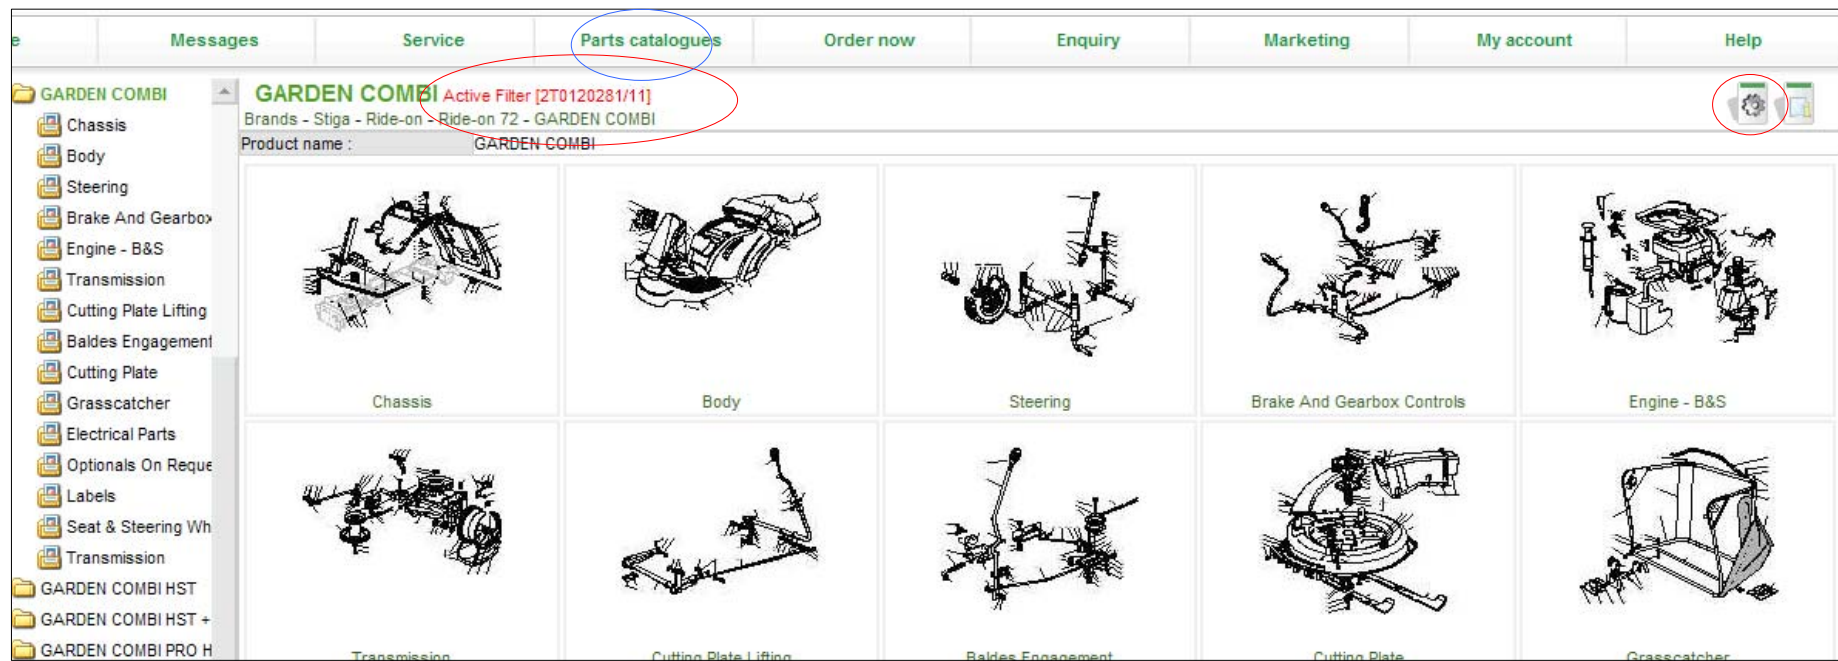 e Messages Service Parts catalogues Order now Enquiry Marketing My account Help
GARDEN COMBI
Chassis
Body
Steering
Brake And Gearbox
Engine - B&S
Transmission
Cutting Plate Lifting
Baldes Engagement
Cutting Plate
Grasscatcher
Electrical Parts
Optionals On Reque
Labels
Seat & Steering Wh
Transmission
GARDEN COMBI HST
GARDEN COMBI HST +
GARDEN COMBI PRO H
GARDEN COMBI Active Filter [2T0120281/11]
Brands - Stiga - Ride-on - Ride-on 72 - GARDEN COMBI
Product name : GARDEN COMBI
Chassis Body Steering Brake And Gearbox Controls Engine - B&S
Transmission Cutting Plate Lifting Baldes Engagement Cutting Plate Grasscatcher